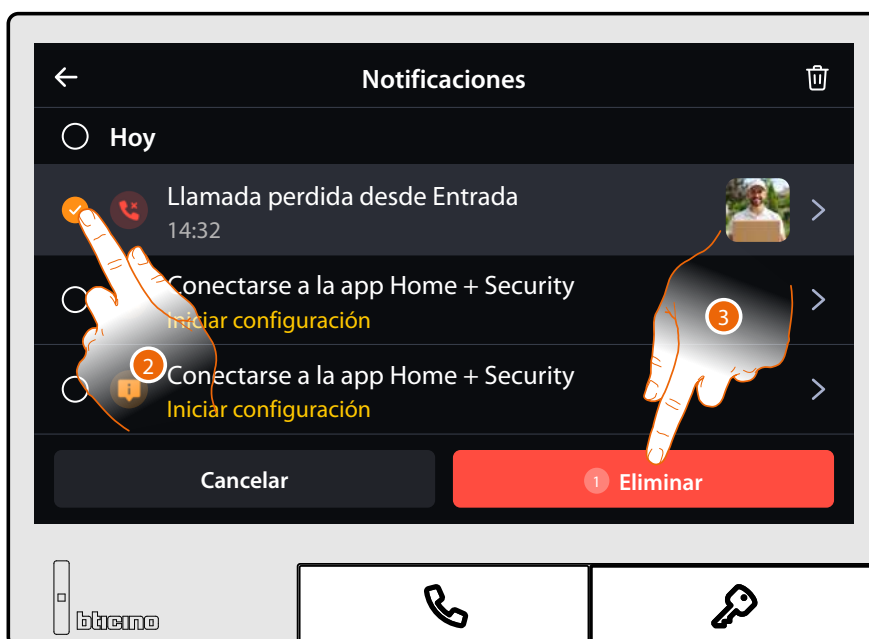 Notificaciones
Hoy
Llamada perdida desde Entrada
14:32
Conectarse a la app Home + Security
Iniciar configuración
3
2
Conectarse a la app Home + Security
Iniciar configuración
Cancelar
1 Eliminar
bticino